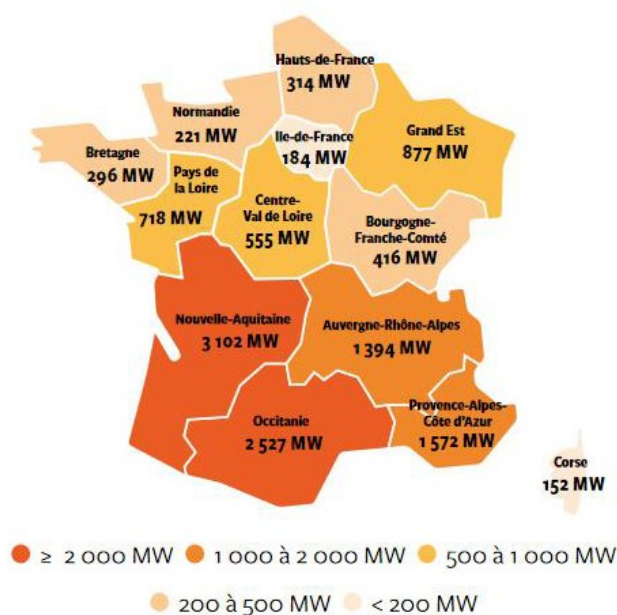 Hauts-de-France
314 MW
Normandie
221 MW
Ile-de-France
184 MW
Grand Est
877 MW
Bretagne
296 MW
Pays de
la Loire
718 MW
Centre-
Val de Loire
555 MW
Bourgogne-
Franche-Comté
416 MW
Nouvelle-Aquitaine
3 102 MW
Auvergne-Rhône-Alpes
1 394 MW
Occitanie
2 527 MW
Provence-Alpes-
Côte d'Azur
1 572 MW
Corse
152 MW
≥ 2 000 MW
1 000 à 2 000 MW
500 à 1 000 MW
200 à 500 MW
< 200 MW